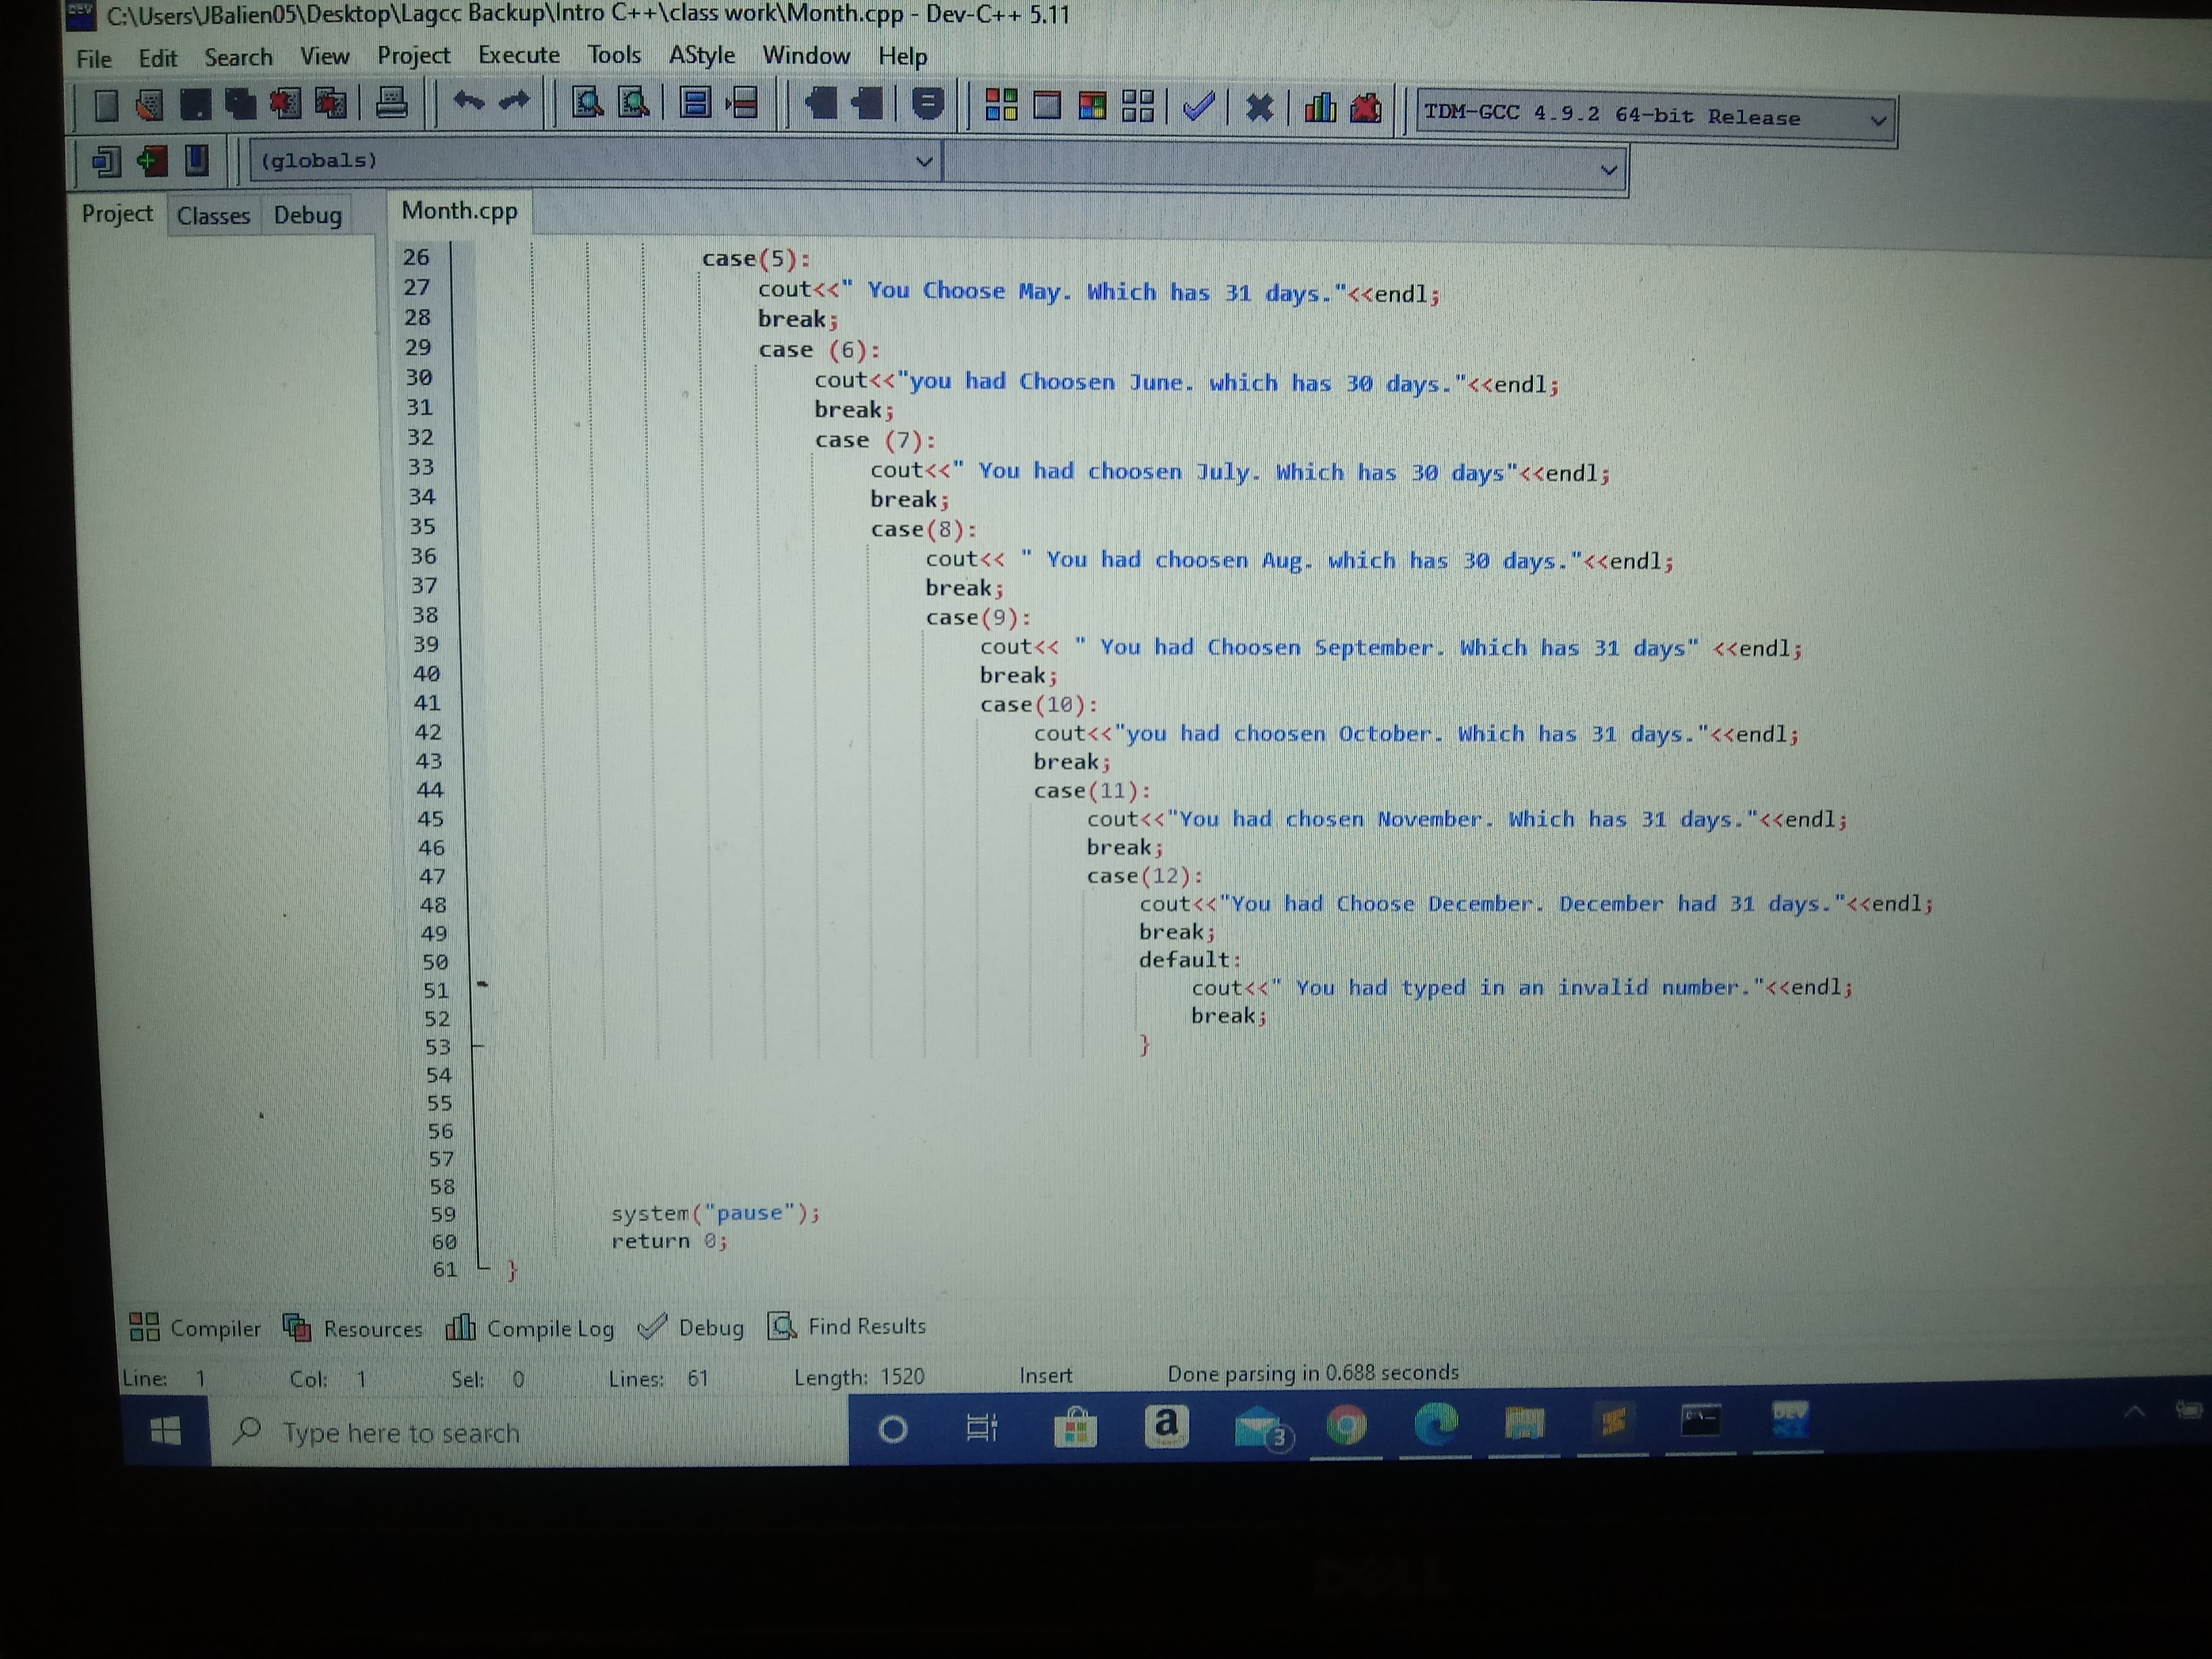 C:\Users\JBalien05\Desktop\Lagcc Backup\Intro C++\class work\Month.cpp - Dev-C++ 5.11
File Edit Search View Project Execute Tools AStyle Window Help
TDM-GCC 4.9.2 64-bit Release
(globals)
Project Classes Debug Month.cpp
26 case(5):
27 cout<<" You Choose May. Which has 31 days."<<endl;
28 break;
29 case (6):
30 cout<<"you had Choosen June. which has 30 days."<<endl;
31 break;
32 case (7):
33 cout<<" You had choosen July. Which has 30 days"<<endl;
34 break;
35 case(8):
36 cout<< " You had choosen Aug. which has 30 days."<<endl;
37 break;
38 case(9):
39 cout<< " You had Choosen September. Which has 31 days" <<endl;
40 break;
41 case(10):
42 cout<<"you had choosen October. Which has 31 days."<<endl;
43 break;
44 case(11):
45 cout<<"You had chosen November. Which has 31 days."<<endl;
46 break;
47 case(12):
48 cout<<"You had Choose December. December had 31 days."<<endl;
49 break;
50 default:
51 cout<<" You had typed in an invalid number."<<endl;
52 break;
53 }
54
55
56
57
58
59 system("pause");
60 return 0;
61 }
Compiler Resources Compile Log Debug Find Results
Line: 1 Col: 1 Sel: 0 Lines: 61 Length: 1520 Insert Done parsing in 0.688 seconds
Type here to search
a
3
DEV
DELL